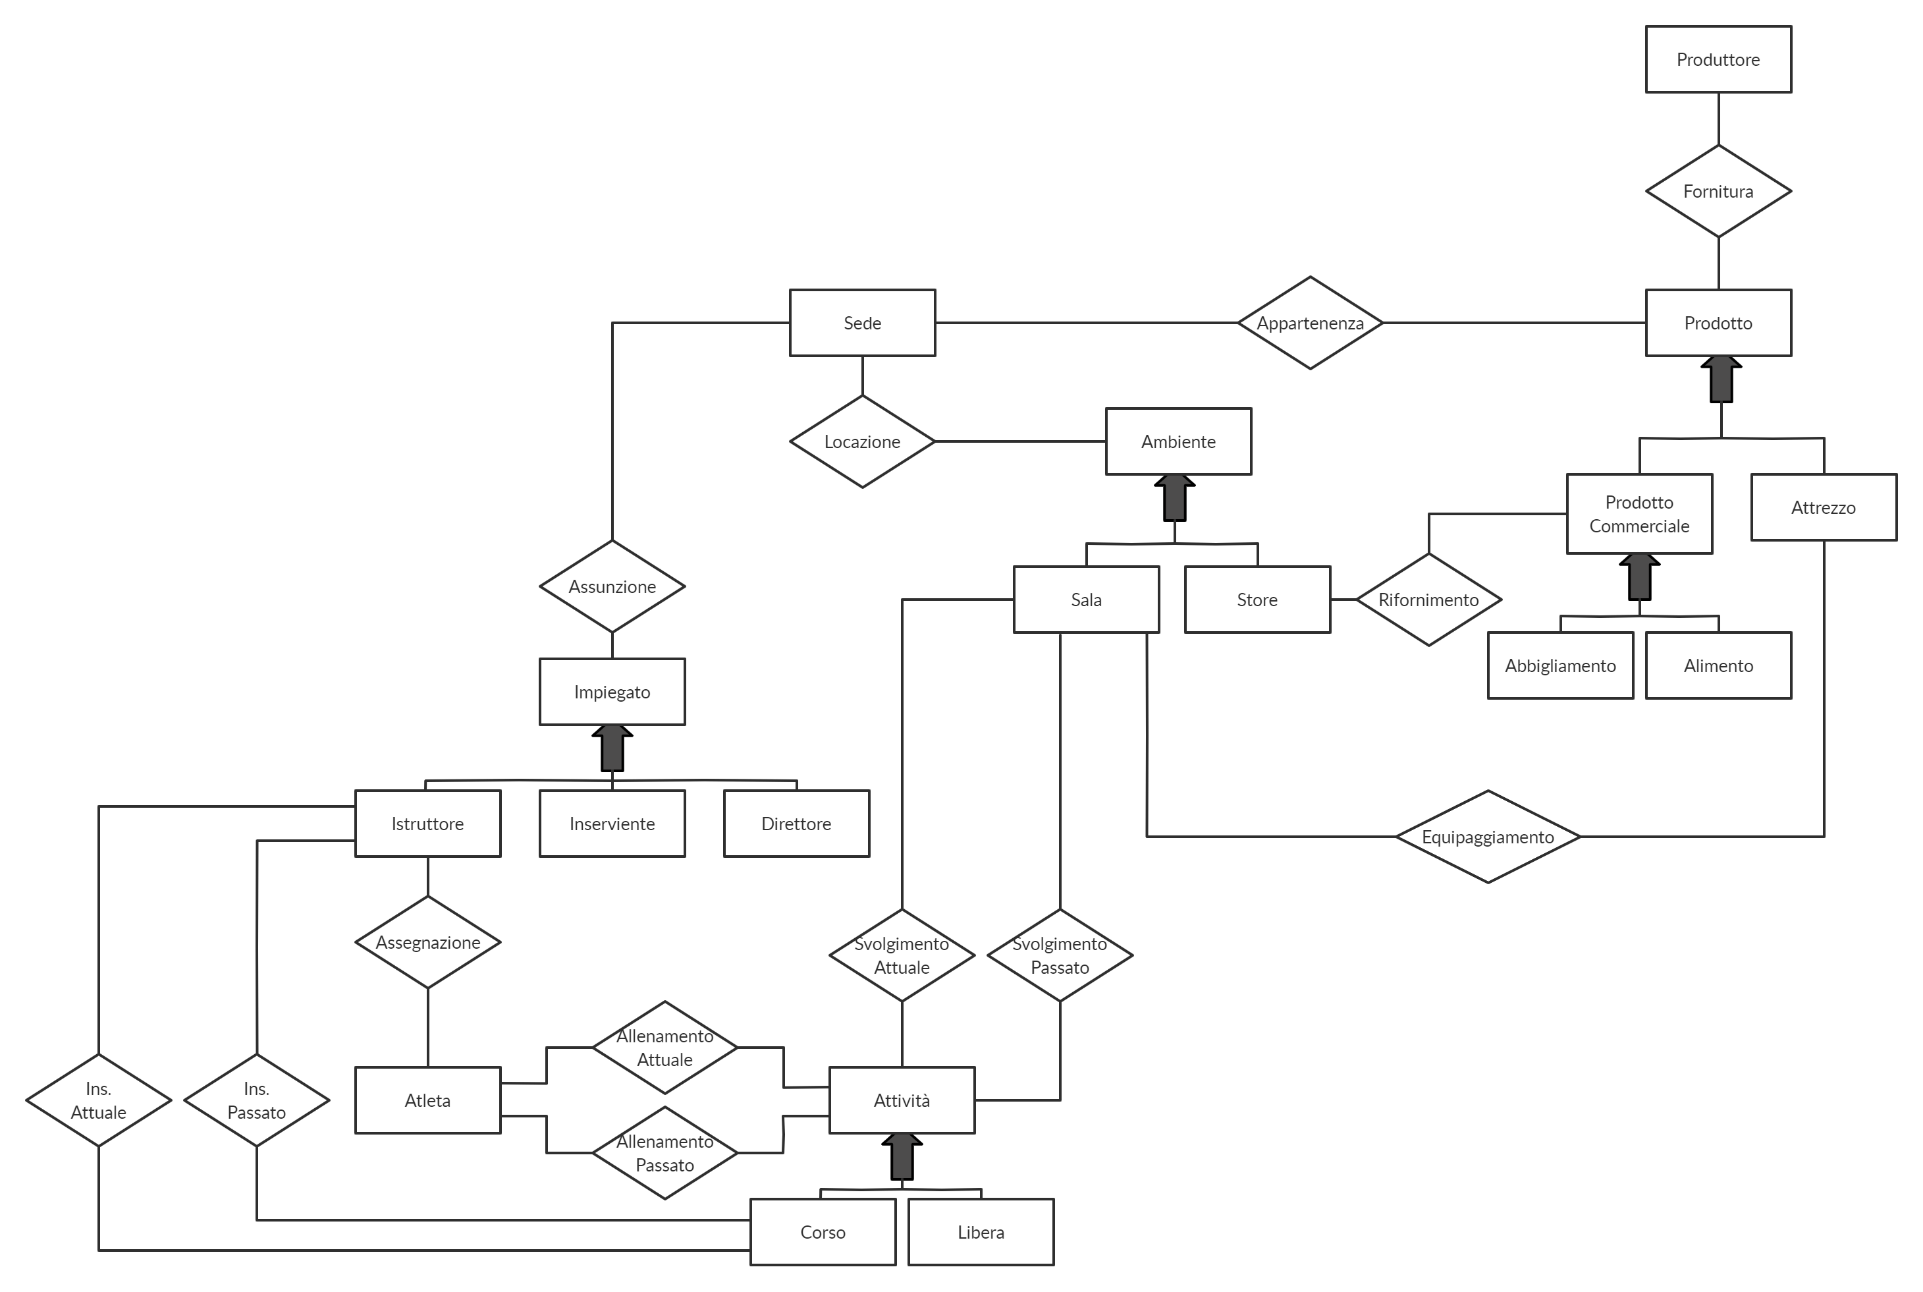 Produttore
Fornitura
Sede
Appartenenza
Prodotto
Locazione
Ambiente
Prodotto
Commerciale
Attrezzo
Assunzione
Sala
Store
Rifornimento
Abbigliamento
Alimento
Impiegato
Istruttore
Inserviente
Direttore
Equipaggiamento
Assegnazione
Svolgimento
Attuale
Svolgimento
Passato
Allenamento
Attuale
Ins.
Attuale
Ins.
Passato
Atleta
Attività
Allenamento
Passato
Corso
Libera